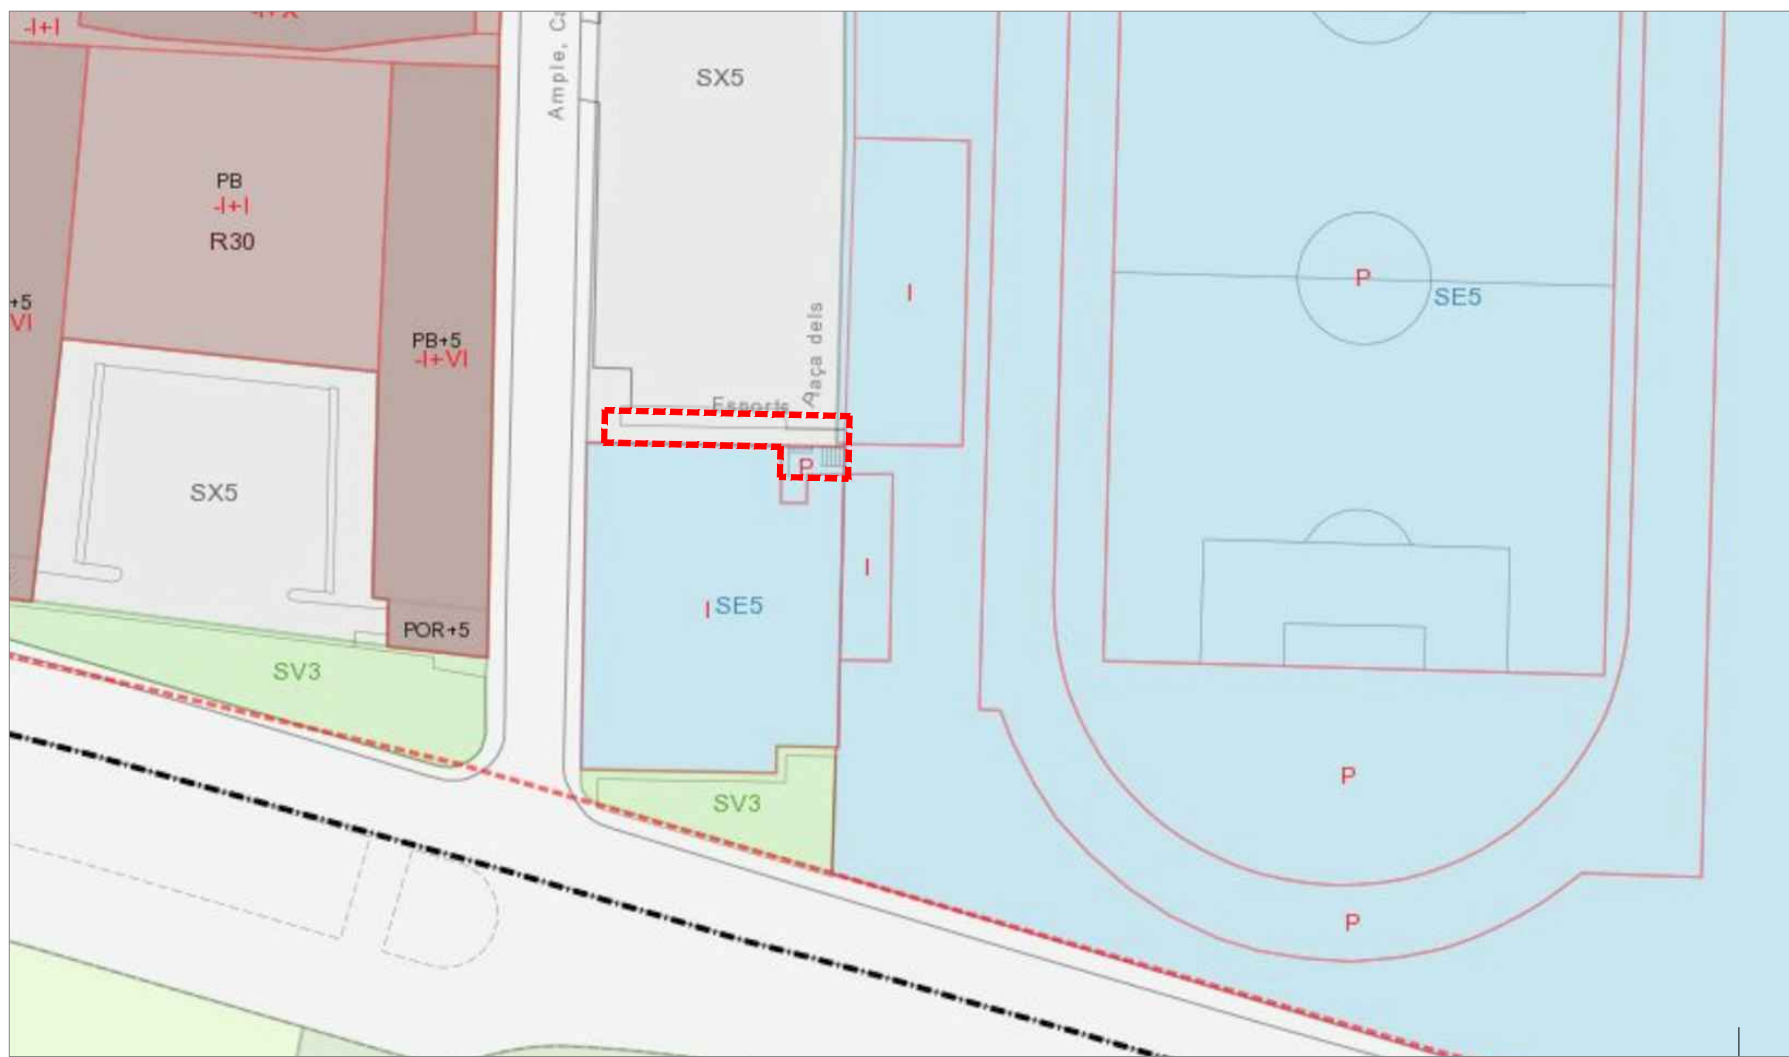 -I+I
-I+X
Ample, Ca
SX5
PB
-I+I
R30
+5
VI
PB+5
-I+VI
I
P
SE5
Plaça dels
Esports
P
SX5
I
I SE5
POR+5
SV3
P
SV3
P